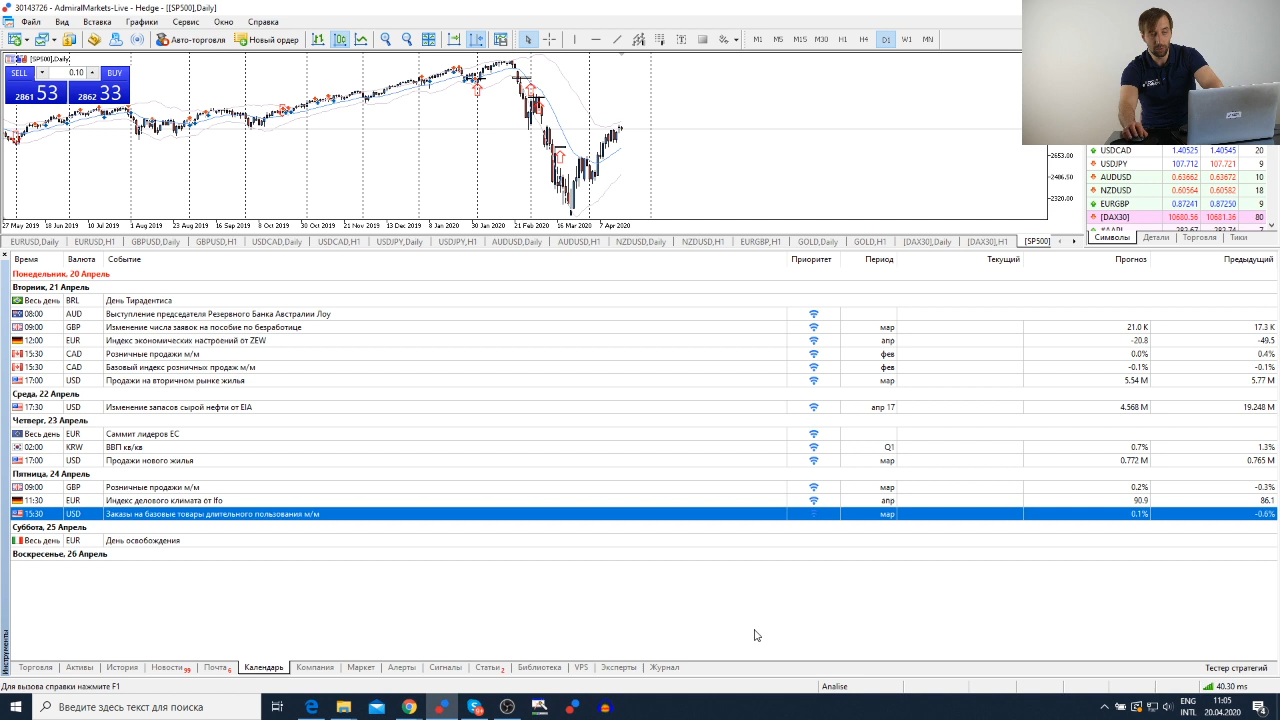 30143726 - AdmiralMarkets-Live - Hedge - [[SP500],Daily]
Файл Вид Вставка Графики Сервис Окно Справка
Авто-торговля Новый ордер M1 M5 M15 M30 H1 H4 D1 W1 MN
[SP500],Daily
SELL 0.10 BUY
2861 53 2862 33
2653.00
2486.50
2320.00
27 May 2019 18 Jun 2019 10 Jul 2019 1 Aug 2019 23 Aug 2019 16 Sep 2019 8 Oct 2019 30 Oct 2019 21 Nov 2019 13 Dec 2019 8 Jan 2020 30 Jan 2020 21 Feb 2020 16 Mar 2020 7 Apr 2020
USDCAD 1.40525 1.40545 20
USDJPY 107.712 107.721 9
AUDUSD 0.63662 0.63672 10
NZDUSD 0.60564 0.60582 18
EURGBP 0.87241 0.87250 9
[DAX30] 10680.56 10681.36 80
#AAPL 283.67 283.74 7
Символы Детали Торговля Тики
EURUSD,Daily EURUSD,H1 GBPUSD,Daily GBPUSD,H1 USDCAD,Daily USDCAD,H1 USDJPY,Daily USDJPY,H1 AUDUSD,Daily AUDUSD,H1 NZDUSD,Daily NZDUSD,H1 EURGBP,H1 GOLD,Daily GOLD,H1 [DAX30],Daily [DAX30],H1 [SP500]
Время Валюта Событие Приоритет Период Текущий Прогноз Предыдущий
Понедельник, 20 Апрель
Вторник, 21 Апрель
Весь день BRL День Тирадентиса
08:00 AUD Выступление председателя Резервного Банка Австралии Лоу
09:00 GBP Изменение числа заявок на пособие по безработице мар 21.0 K 17.3 K
12:00 EUR Индекс экономических настроений от ZEW апр -20.8 -49.5
15:30 CAD Розничные продажи м/м фев 0.0% 0.4%
15:30 CAD Базовый индекс розничных продаж м/м фев -0.1% -0.1%
17:00 USD Продажи на вторичном рынке жилья мар 5.54 M 5.77 M
Среда, 22 Апрель
17:30 USD Изменение запасов сырой нефти от EIA апр 17 4.568 M 19.248 M
Четверг, 23 Апрель
Весь день EUR Саммит лидеров ЕС
02:00 KRW ВВП кв/кв Q1 0.7% 1.3%
17:00 USD Продажи нового жилья мар 0.772 M 0.765 M
Пятница, 24 Апрель
09:00 GBP Розничные продажи м/м мар 0.2% -0.3%
11:30 EUR Индекс делового климата от Ifo апр 90.9 86.1
15:30 USD Заказы на базовые товары длительного пользования м/м мар 0.1% -0.6%
Суббота, 25 Апрель
Весь день EUR День освобождения
Воскресенье, 26 Апрель
Инструменты
Торговля Активы История Новости 99 Почта 6 Календарь Компания Маркет Алерты Сигналы Статьи 2 Библиотека VPS Эксперты Журнал Тестер стратегий
Для вызова справки нажмите F1 Analise 40.30 ms
Введите здесь текст для поиска
ENG 11:05
INTL 20.04.2020